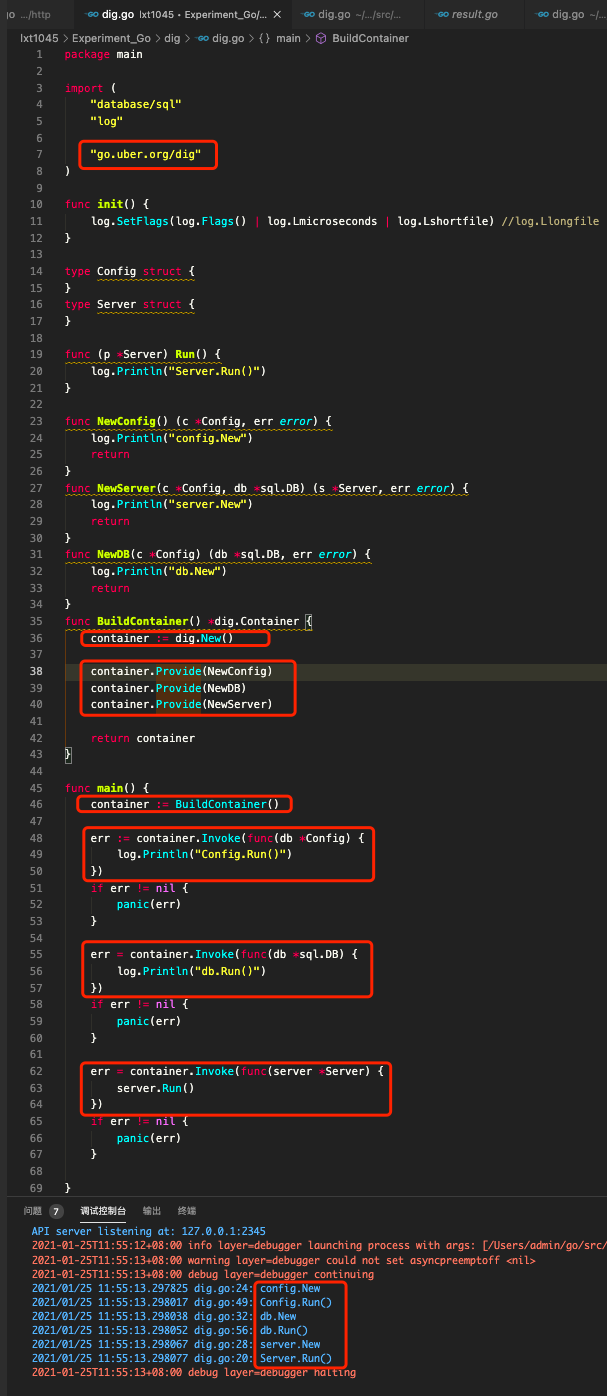 go …/http dig.go lxt1045 • Experiment_Go/... × dig.go ~/.../src/... result.go dig.go ~/...
lxt1045 > Experiment_Go > dig > dig.go > {} main > BuildContainer
1 package main
2
3 import (
4 "database/sql"
5 "log"
6
7 "go.uber.org/dig"
8 )
9
10 func init() {
11 log.SetFlags(log.Flags() | log.Lmicroseconds | log.Lshortfile) //log.Llongfile
12 }
13
14 type Config struct {
15 }
16 type Server struct {
17 }
18
19 func (p *Server) Run() {
20 log.Println("Server.Run()")
21 }
22
23 func NewConfig() (c *Config, err error) {
24 log.Println("config.New")
25 return
26 }
27 func NewServer(c *Config, db *sql.DB) (s *Server, err error) {
28 log.Println("server.New")
29 return
30 }
31 func NewDB(c *Config) (db *sql.DB, err error) {
32 log.Println("db.New")
33 return
34 }
35 func BuildContainer() *dig.Container {
36 container := dig.New()
37
38 container.Provide(NewConfig)
39 container.Provide(NewDB)
40 container.Provide(NewServer)
41
42 return container
43 }
44
45 func main() {
46 container := BuildContainer()
47
48 err := container.Invoke(func(db *Config) {
49 log.Println("Config.Run()")
50 })
51 if err != nil {
52 panic(err)
53 }
54
55 err = container.Invoke(func(db *sql.DB) {
56 log.Println("db.Run()")
57 })
58 if err != nil {
59 panic(err)
60 }
61
62 err = container.Invoke(func(server *Server) {
63 server.Run()
64 })
65 if err != nil {
66 panic(err)
67 }
68
69 }
问题 7 调试控制台 输出 终端
API server listening at: 127.0.0.1:2345
2021-01-25T11:55:12+08:00 info layer=debugger launching process with args: [/Users/admin/go/src/
2021-01-25T11:55:13+08:00 warning layer=debugger could not set asyncpreemptoff <nil>
2021-01-25T11:55:13+08:00 debug layer=debugger continuing
2021/01/25 11:55:13.297825 dig.go:24: config.New
2021/01/25 11:55:13.298017 dig.go:49: Config.Run()
2021/01/25 11:55:13.298038 dig.go:32: db.New
2021/01/25 11:55:13.298052 dig.go:56: db.Run()
2021/01/25 11:55:13.298067 dig.go:28: server.New
2021/01/25 11:55:13.298077 dig.go:20: Server.Run()
2021-01-25T11:55:13+08:00 debug layer=debugger halting